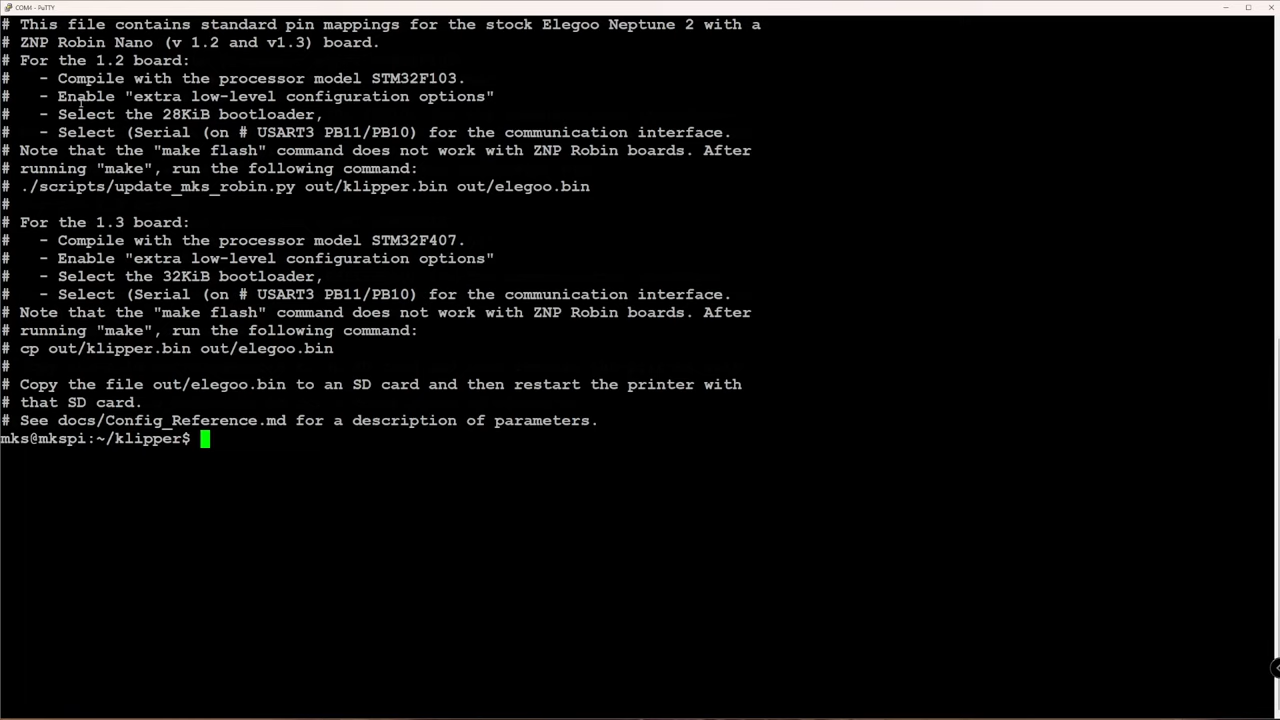 COM4 - PuTTY
# This file contains standard pin mappings for the stock Elegoo Neptune 2 with a
# ZNP Robin Nano (v 1.2 and v1.3) board.
# For the 1.2 board:
#   - Compile with the processor model STM32F103.
#   - Enable "extra low-level configuration options"
#   - Select the 28KiB bootloader,
#   - Select (Serial (on # USART3 PB11/PB10) for the communication interface.
# Note that the "make flash" command does not work with ZNP Robin boards. After
# running "make", run the following command:
# ./scripts/update_mks_robin.py out/klipper.bin out/elegoo.bin
#
# For the 1.3 board:
#   - Compile with the processor model STM32F407.
#   - Enable "extra low-level configuration options"
#   - Select the 32KiB bootloader,
#   - Select (Serial (on # USART3 PB11/PB10) for the communication interface.
# Note that the "make flash" command does not work with ZNP Robin boards. After
# running "make", run the following command:
# cp out/klipper.bin out/elegoo.bin
#
# Copy the file out/elegoo.bin to an SD card and then restart the printer with
# that SD card.
# See docs/Config_Reference.md for a description of parameters.
mks@mkspi:~/klipper$